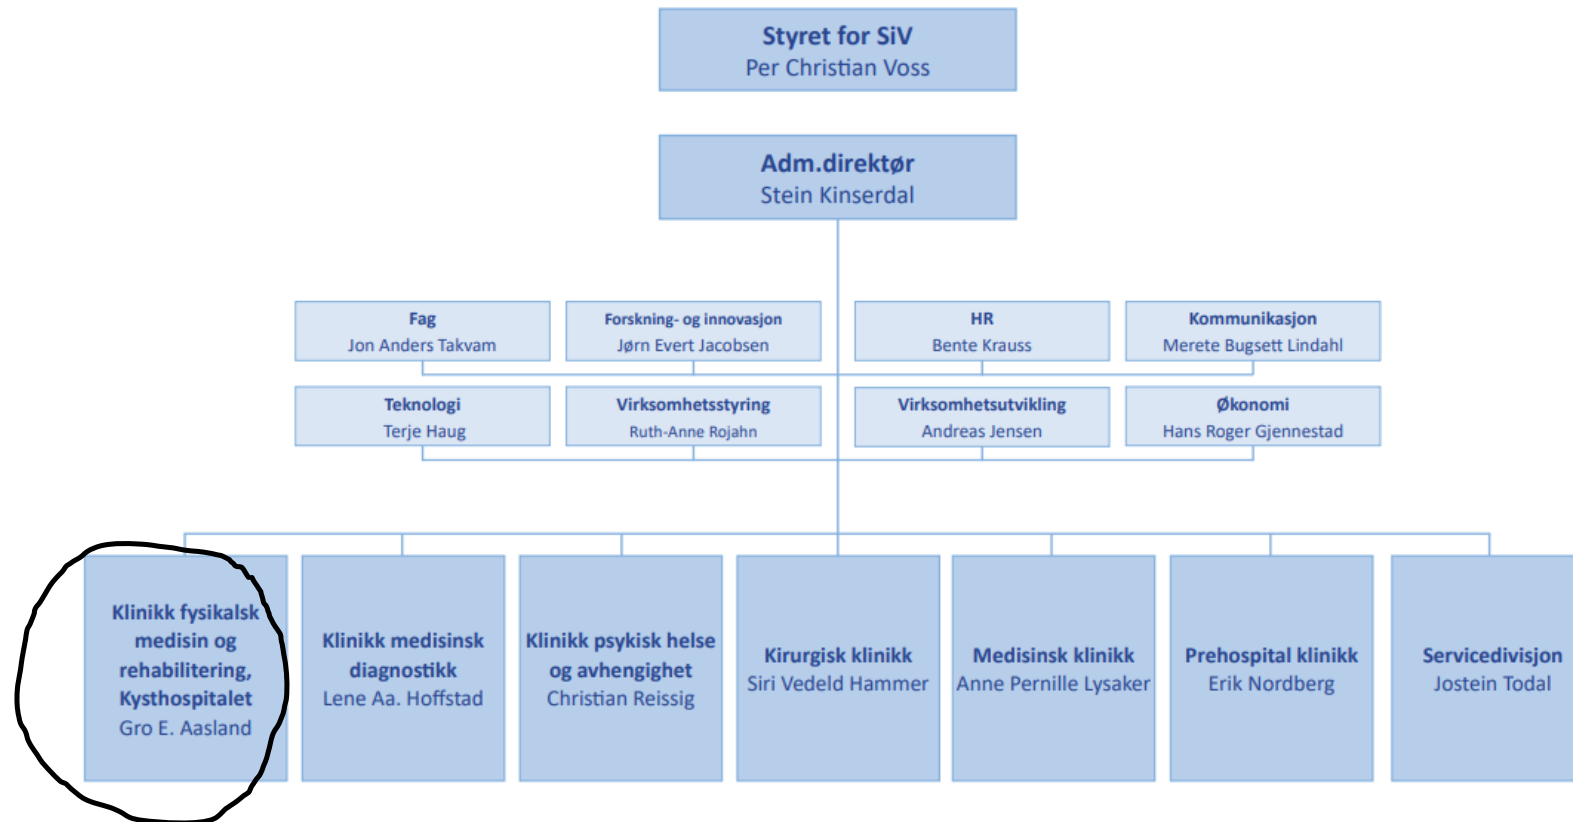 Styret for SiV
Per Christian Voss
Adm.direktør
Stein Kinserdal
Fag
Jon Anders Takvam
Forskning- og innovasjon
Jørn Evert Jacobsen
HR
Bente Krauss
Kommunikasjon
Merete Bugsett Lindahl
Teknologi
Terje Haug
Virksomhetsstyring
Ruth-Anne Rojahn
Virksomhetsutvikling
Andreas Jensen
Økonomi
Hans Roger Gjennestad
Klinikk fysikalsk
medisin og
rehabilitering,
Kysthospitalet
Gro E. Aasland
Klinikk medisinsk
diagnostikk
Lene Aa. Hoffstad
Klinikk psykisk helse
og avhengighet
Christian Reissig
Kirurgisk klinikk
Siri Vedeld Hammer
Medisinsk klinikk
Anne Pernille Lysaker
Prehospital klinikk
Erik Nordberg
Servicedivisjon
Jostein Todal